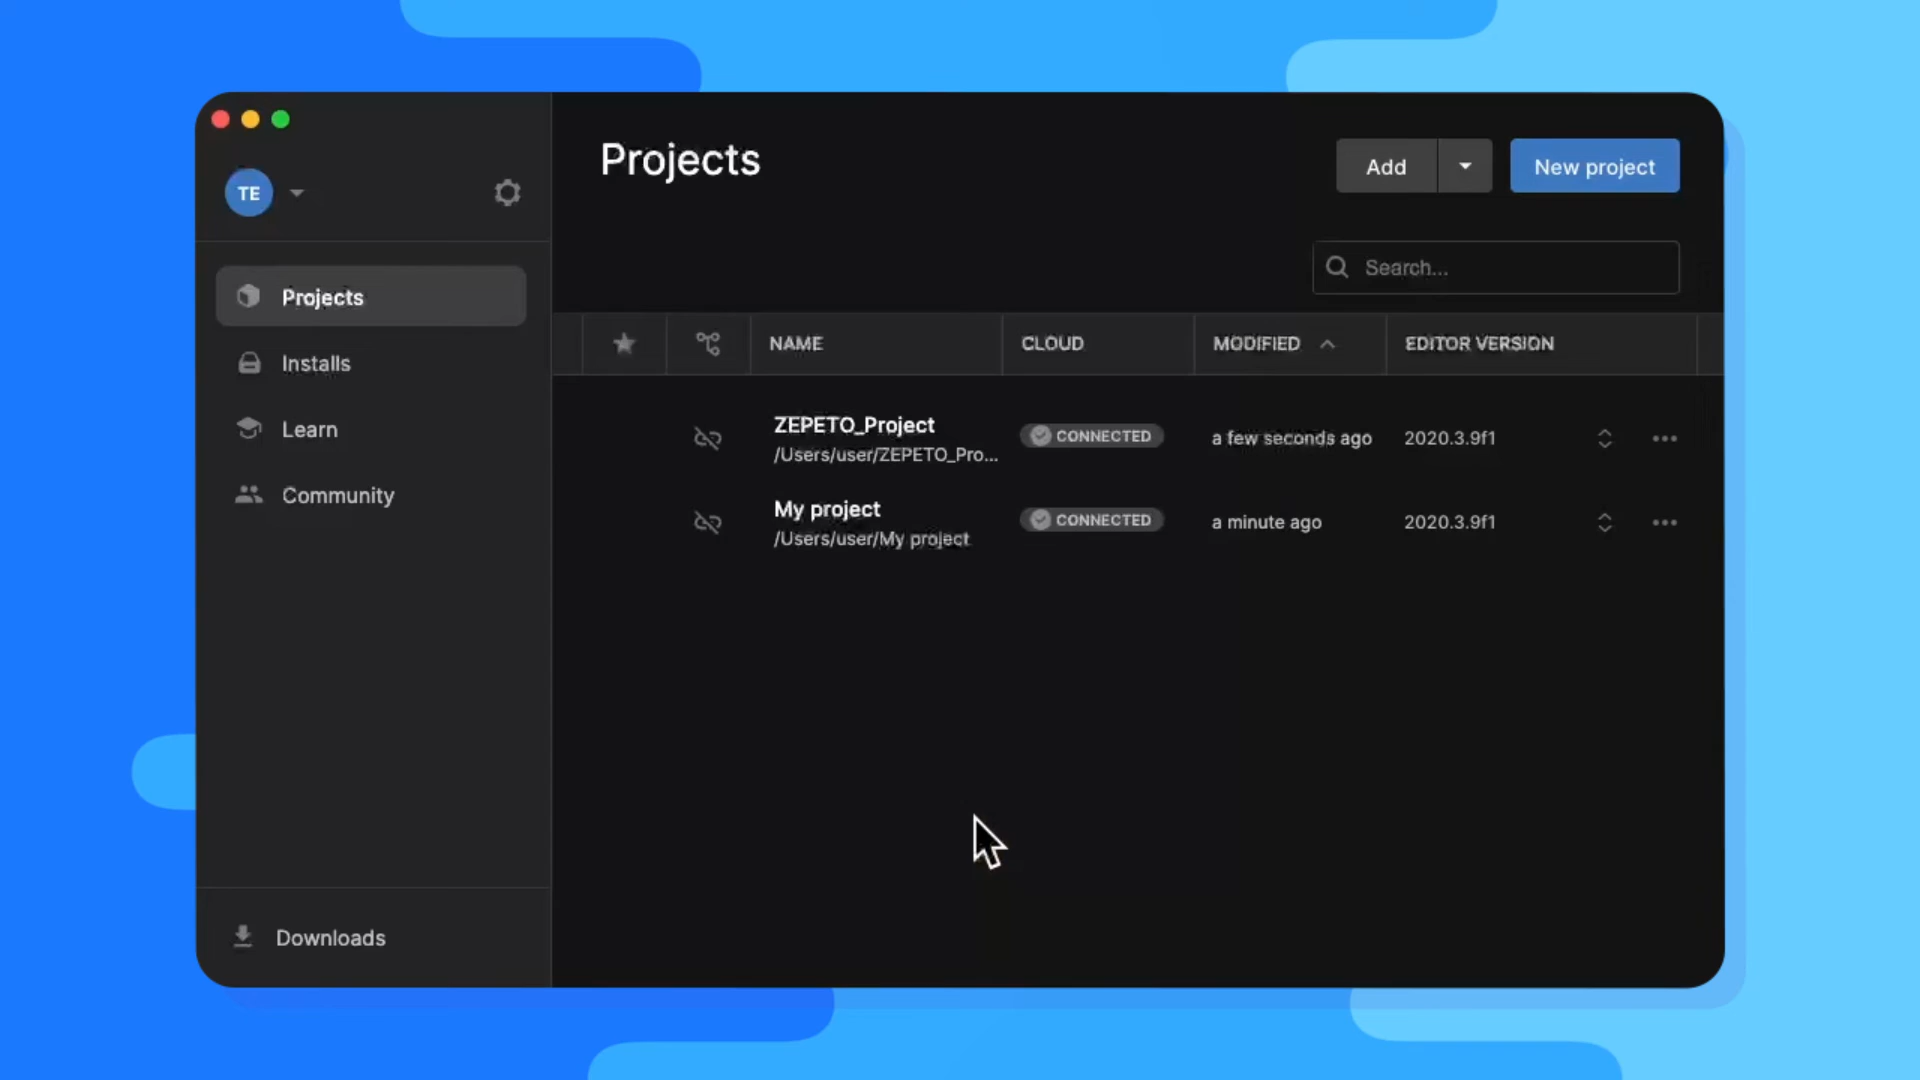 TE
Projects
Installs
Learn
Community
Downloads
Projects
Add
New project
Search...
NAME
CLOUD
MODIFIED
EDITOR VERSION
ZEPETO_Project
/Users/user/ZEPETO_Pro...
CONNECTED
a few seconds ago
2020.3.9f1
My project
/Users/user/My project
CONNECTED
a minute ago
2020.3.9f1